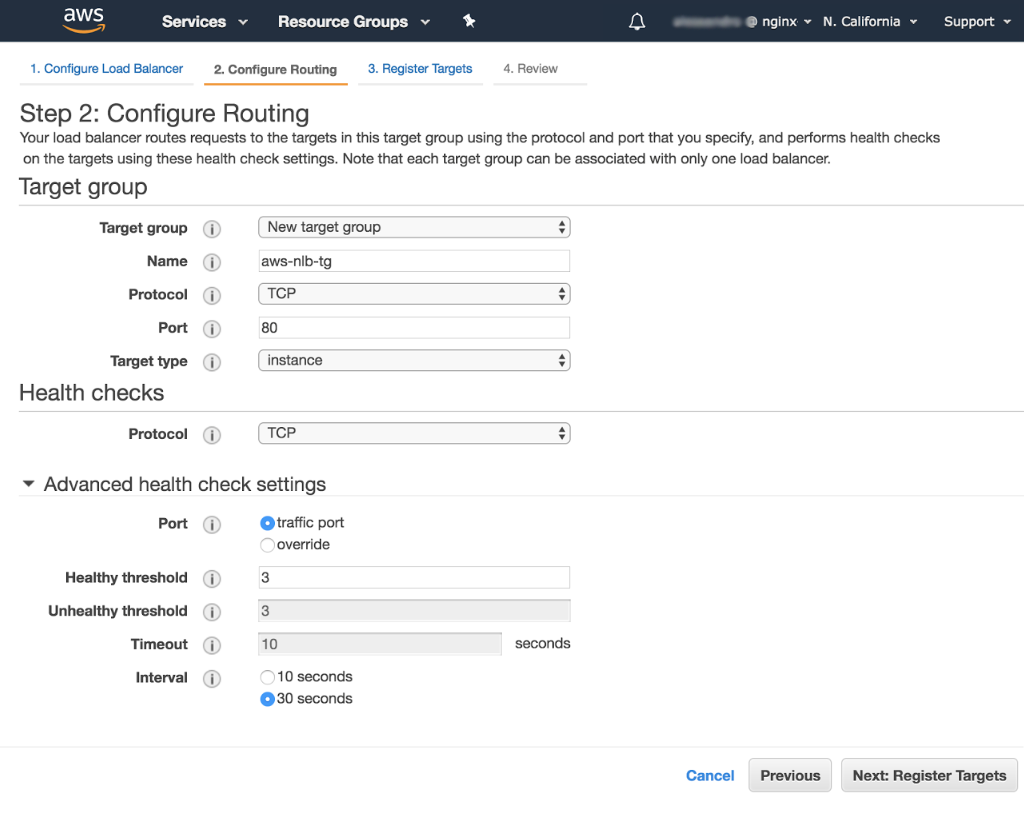 aws Services Resource Groups @ nginx N. California Support
1. Configure Load Balancer 2. Configure Routing 3. Register Targets 4. Review
Step 2: Configure Routing
Your load balancer routes requests to the targets in this target group using the protocol and port that you specify, and performs health checks
on the targets using these health check settings. Note that each target group can be associated with only one load balancer.
Target group
Target group i New target group
Name i aws-nlb-tg
Protocol i TCP
Port i 80
Target type i instance
Health checks
Protocol i TCP
Advanced health check settings
Port i traffic port
override
Healthy threshold i 3
Unhealthy threshold i 3
Timeout i 10 seconds
Interval i 10 seconds
30 seconds
Cancel Previous Next: Register Targets